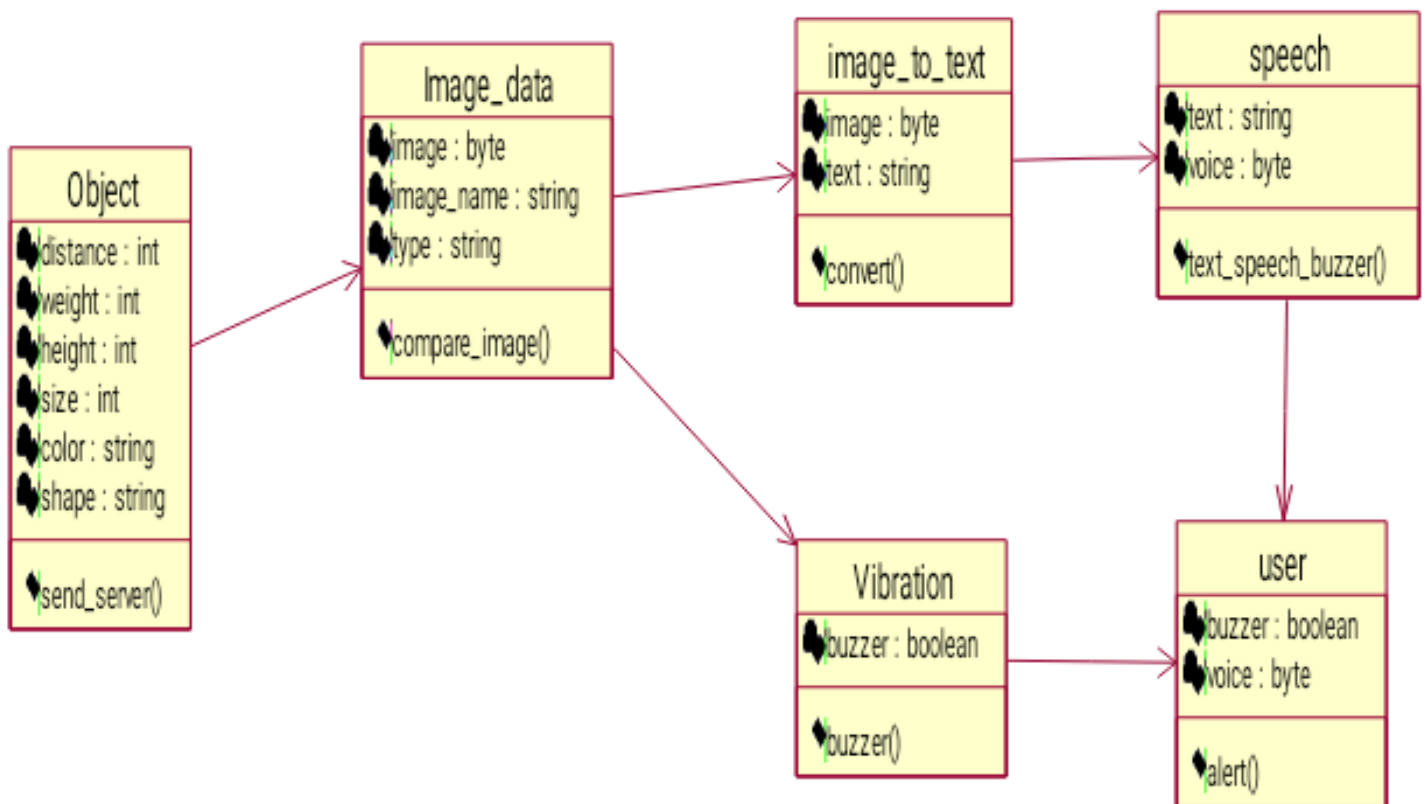 Object
distance : int
weight : int
height : int
size : int
color : string
shape : string
send_server()
Image_data
image : byte
image_name : string
type : string
compare_image()
image_to_text
image : byte
text : string
convert()
speech
text : string
voice : byte
text_speech_buzzer()
Vibration
buzzer : boolean
buzzer()
user
buzzer : boolean
voice : byte
alert()